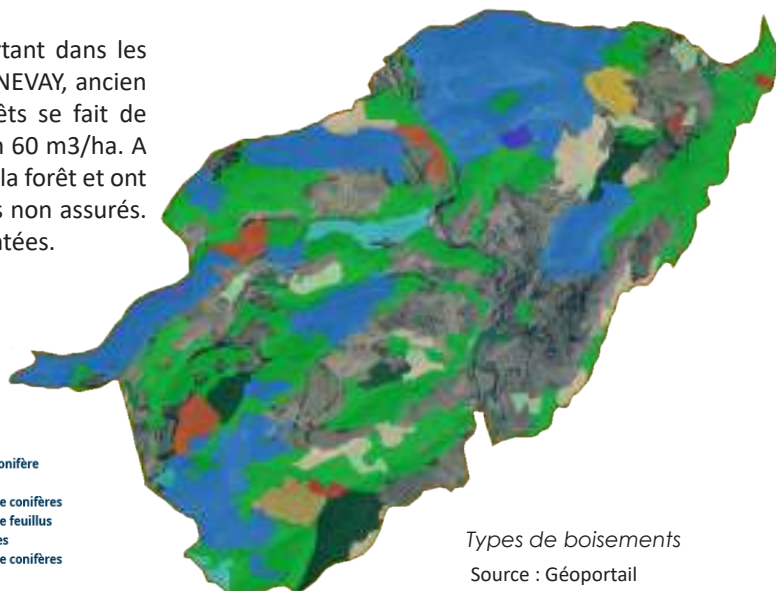 rtant dans les
NEVAY, ancien
êts se fait de
n 60 m3/ha. A
la forêt et ont
s non assurés.
ntées.
onifère
e conifères
e feuillus
es
e conifères
Types de boisements
Source : Géoportail